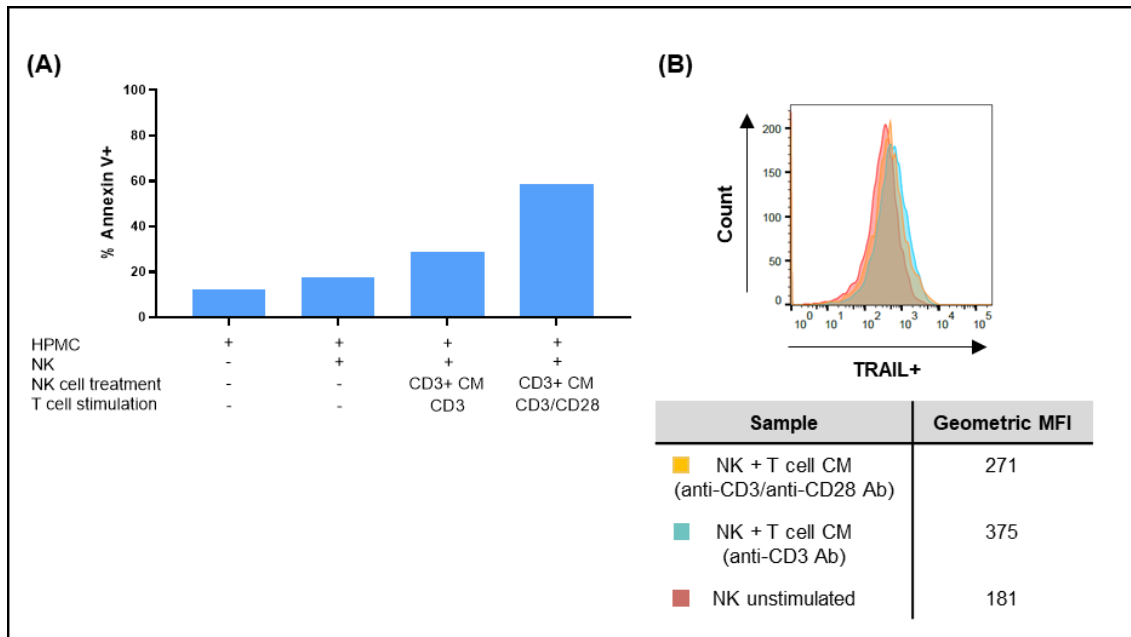 (A)
% Annexin V+
100
80
60
40
20
0
HPMC + + + +
NK - + + +
NK cell treatment - - CD3+ CM CD3+ CM
T cell stimulation - - CD3 CD3/CD28
(B)
Count
200
150
100
50
0
10^0 10^1 10^2 10^3 10^4 10^5
TRAIL+
Sample Geometric MFI
NK + T cell CM
(anti-CD3/anti-CD28 Ab) 271
NK + T cell CM
(anti-CD3 Ab) 375
NK unstimulated 181